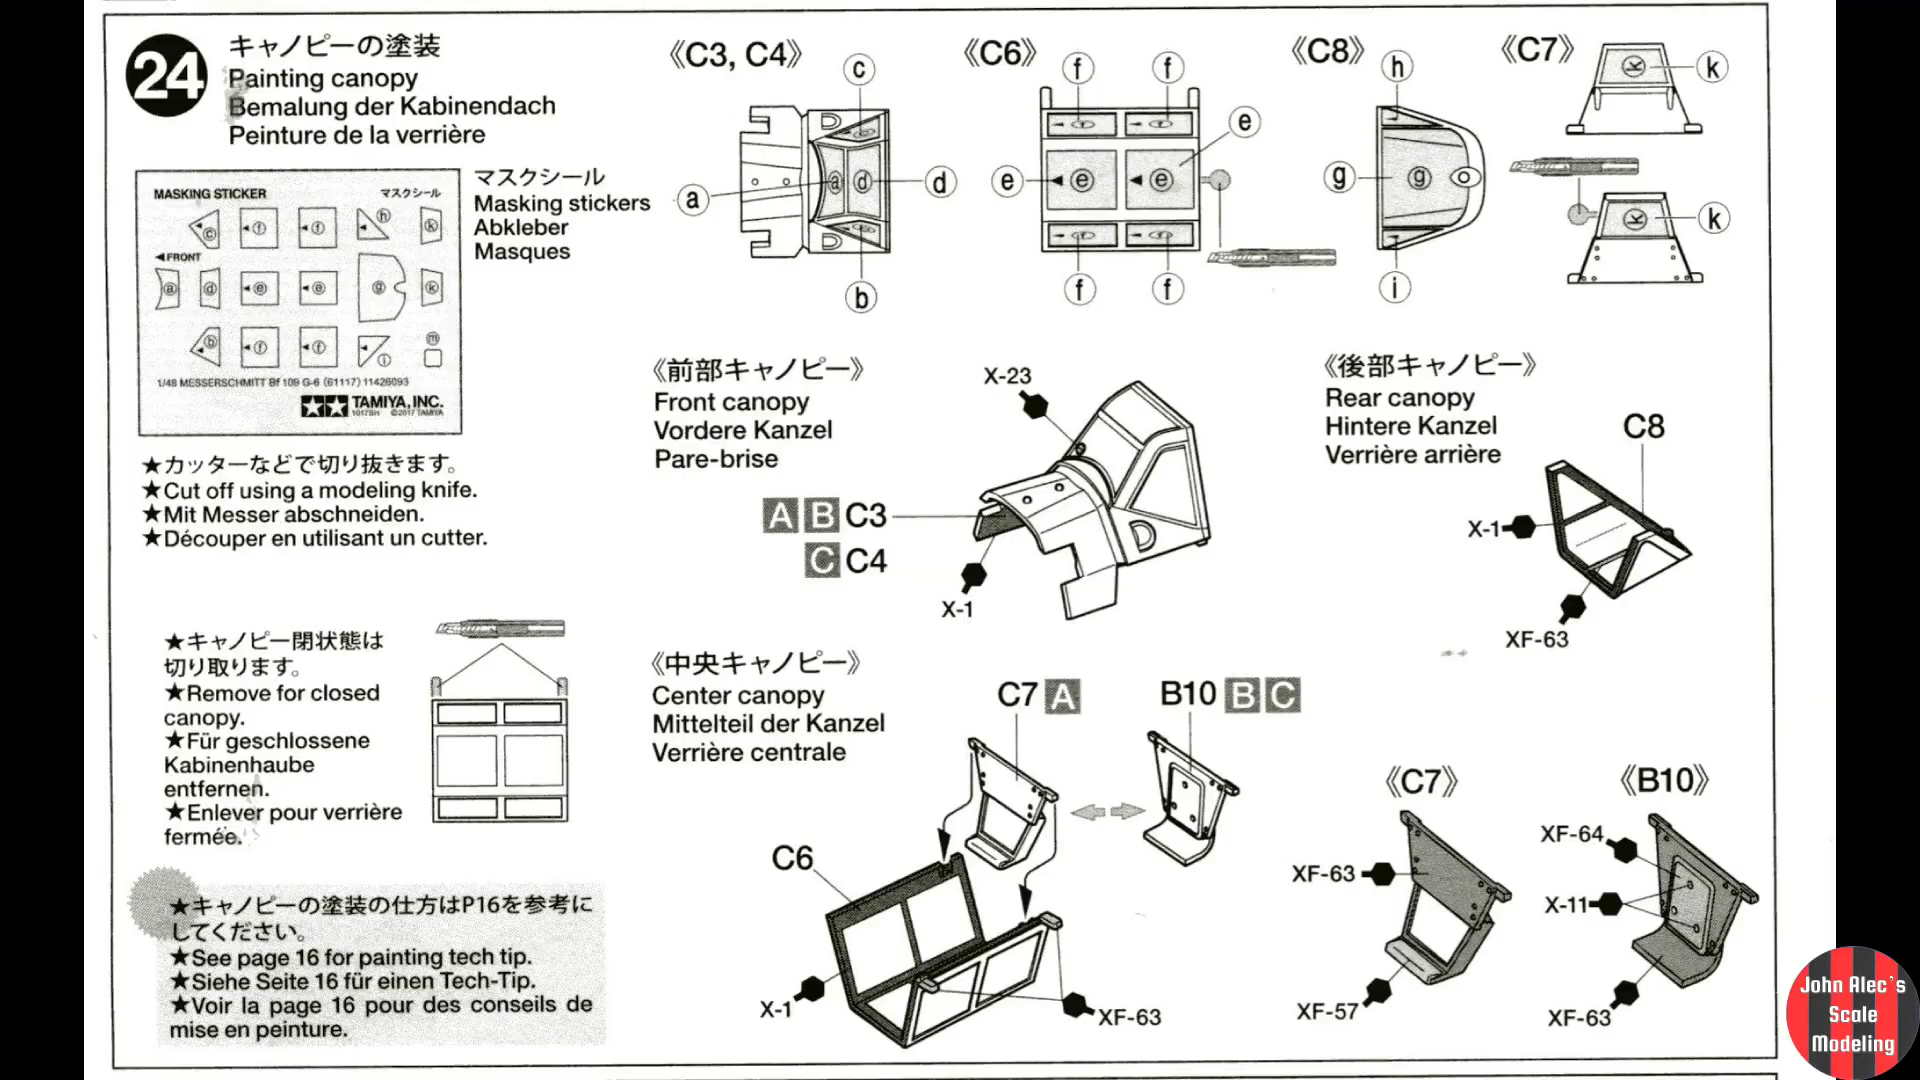 24
キャノピーの塗装
Painting canopy
Bemalung der Kabinendach
Peinture de la verrière
MASKING STICKER マスクシール
c f f h k
◀FRONT
a d e e g k
b f f i m
1/48 MESSERSCHMITT Bf 109 G-6 (61117) 11426093
TAMIYA, INC.
1017SH ©2017 TAMIYA
マスクシール
Masking stickers
Abkleber
Masques
★カッターなどで切り抜きます。
★Cut off using a modeling knife.
★Mit Messer abschneiden.
★Découper en utilisant un cutter.
《C3, C4》
c
a a d d
b
《C6》
f f
e e e e
f f
《C8》
h
g g
i
《C7》
k k
k k
《前部キャノピー》
Front canopy
Vordere Kanzel
Pare-brise
X-23
A B C3
C C4
X-1
《後部キャノピー》
Rear canopy
Hintere Kanzel
Verrière arrière
C8
X-1
XF-63
★キャノピー閉状態は
切り取ります。
★Remove for closed
canopy.
★Für geschlossene
Kabinenhaube
entfernen.
★Enlever pour verrière
fermée.
《中央キャノピー》
Center canopy
Mittelteil der Kanzel
Verrière centrale
C7 A
B10 B C
C6
X-1
XF-63
《C7》
XF-63
XF-57
《B10》
XF-64
X-11
XF-63
★キャノピーの塗装の仕方はP16を参考に
してください。
★See page 16 for painting tech tip.
★Siehe Seite 16 für einen Tech-Tip.
★Voir la page 16 pour des conseils de
mise en peinture.
John Alec's
Scale
Modeling